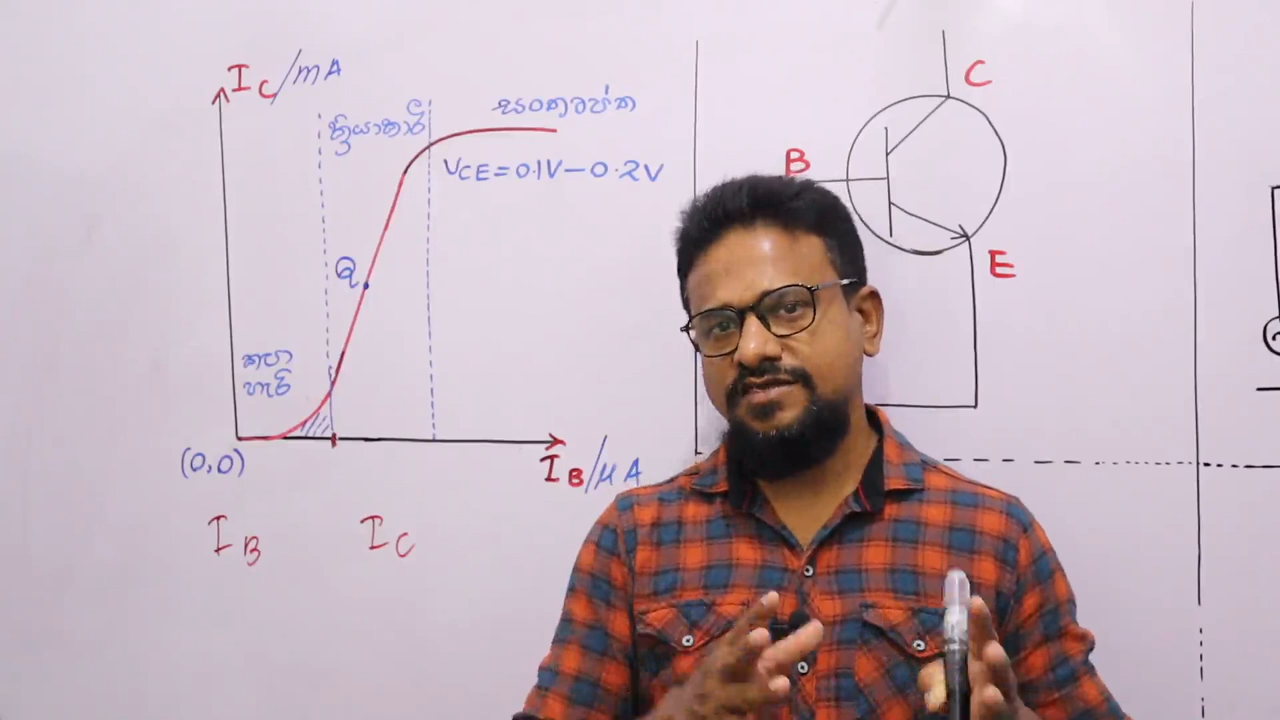 I_C/mA
ක්‍රියාකාරී
සංතෘප්ත
V_CE = 0.1V – 0.2V
Q
කපා
හැරි
(0,0)
I_B/μA
I_B I_C
C
B
E